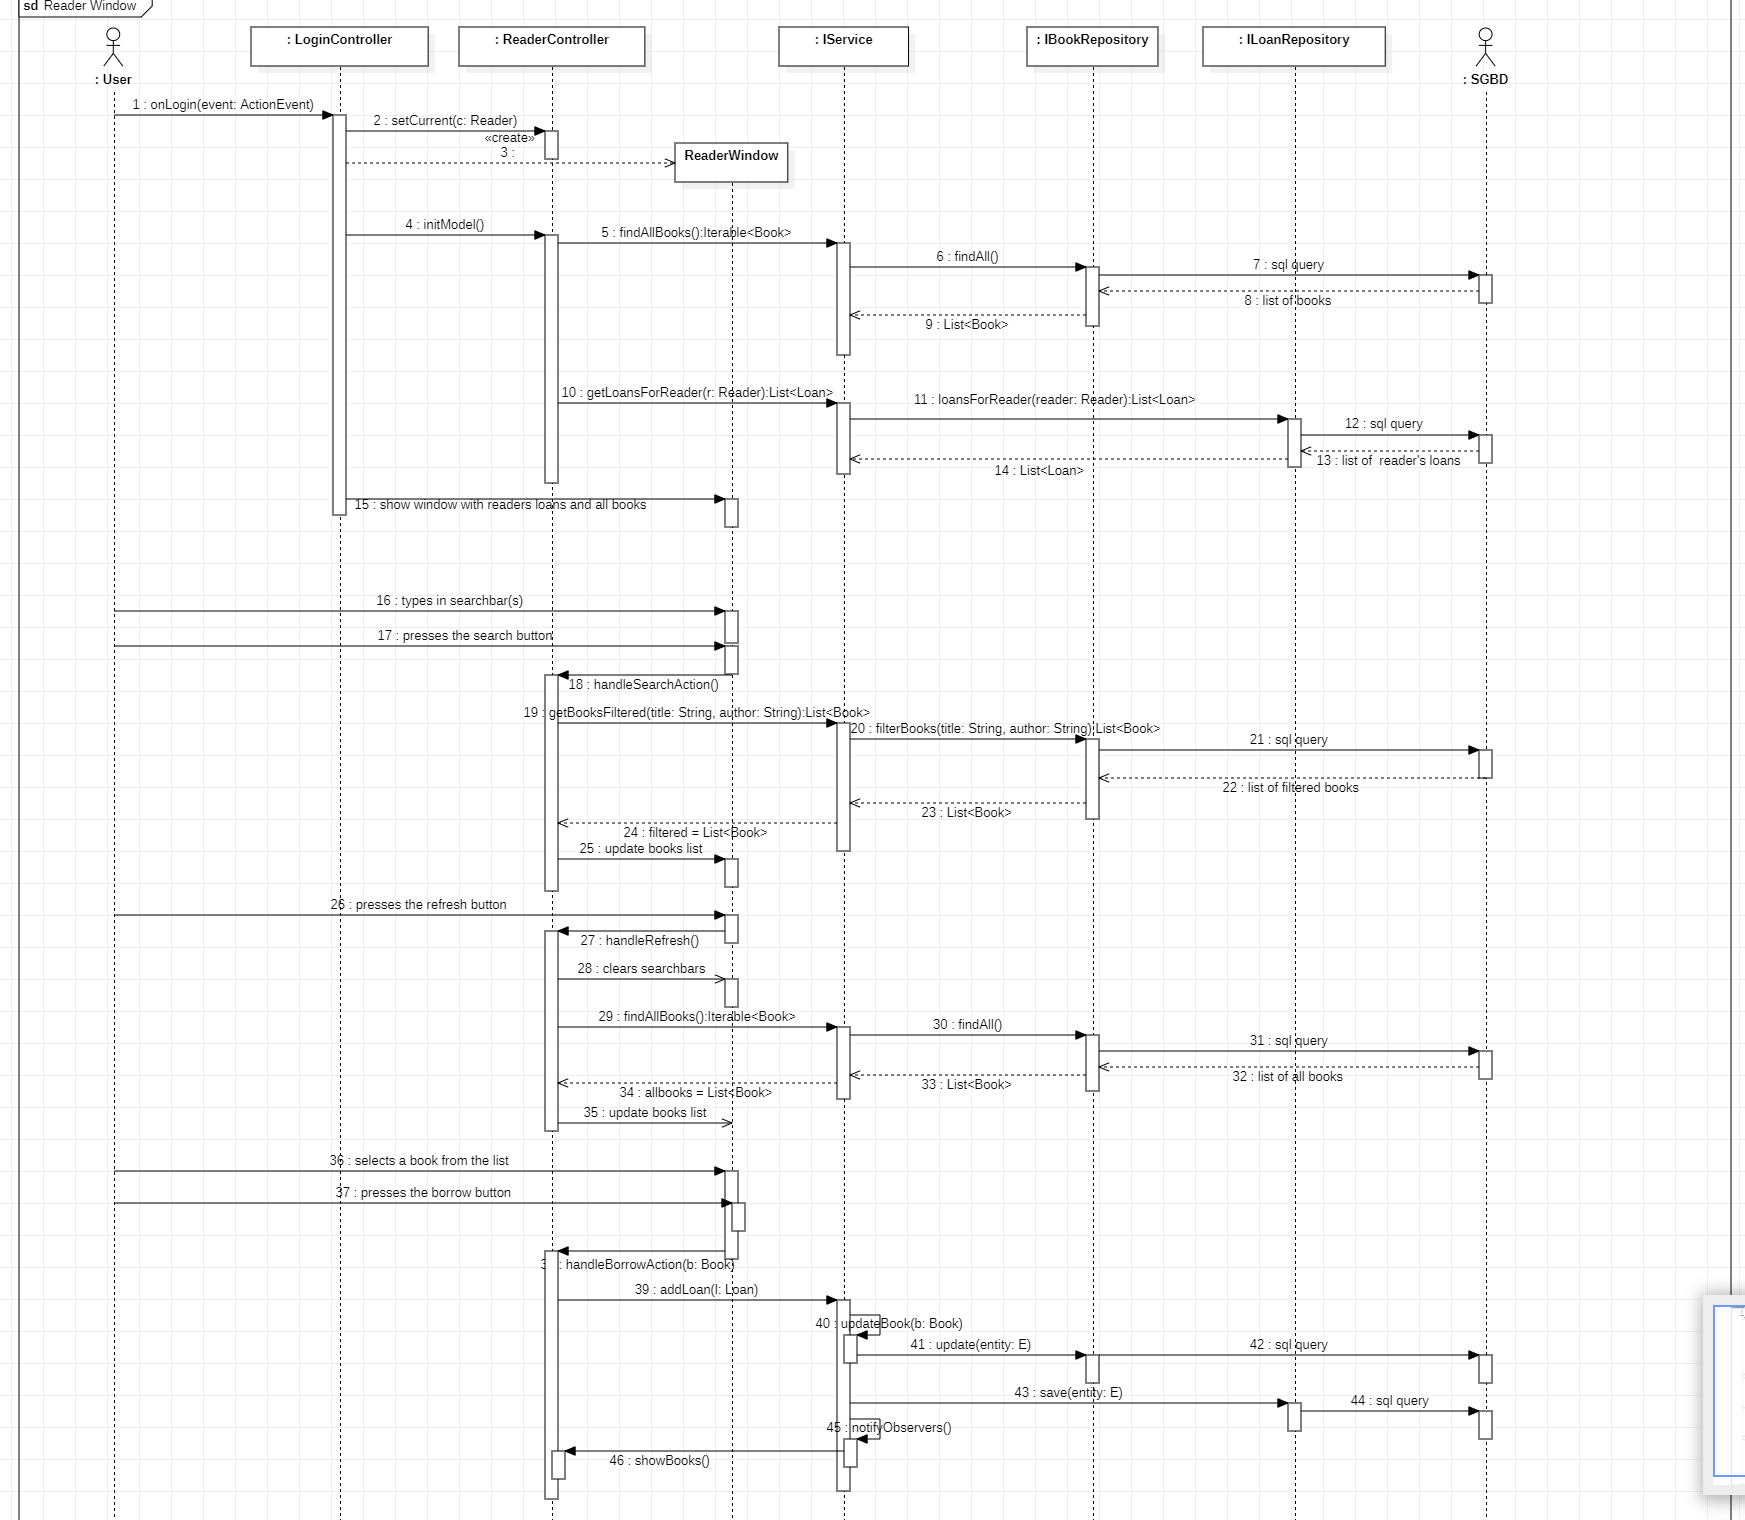 sd Reader Window
: User
: LoginController
: ReaderController
: IService
: IBookRepository
: ILoanRepository
: SGBD
1 : onLogin(event: ActionEvent)
2 : setCurrent(c: Reader)
«create»
3 :
ReaderWindow
4 : initModel()
5 : findAllBooks():Iterable<Book>
6 : findAll()
7 : sql query
8 : list of books
9 : List<Book>
10 : getLoansForReader(r: Reader):List<Loan>
11 : loansForReader(reader: Reader):List<Loan>
12 : sql query
13 : list of  reader's loans
14 : List<Loan>
15 : show window with readers loans and all books
16 : types in searchbar(s)
17 : presses the search button
18 : handleSearchAction()
19 : getBooksFiltered(title: String, author: String):List<Book>
20 : filterBooks(title: String, author: String):List<Book>
21 : sql query
22 : list of filtered books
23 : List<Book>
24 : filtered = List<Book>
25 : update books list
26 : presses the refresh button
27 : handleRefresh()
28 : clears searchbars
29 : findAllBooks():Iterable<Book>
30 : findAll()
31 : sql query
32 : list of all books
33 : List<Book>
34 : allbooks = List<Book>
35 : update books list
36 : selects a book from the list
37 : presses the borrow button
: handleBorrowAction(b: Book)
39 : addLoan(l: Loan)
40 : updateBook(b: Book)
41 : update(entity: E)
42 : sql query
43 : save(entity: E)
44 : sql query
45 : notifyObservers()
46 : showBooks()